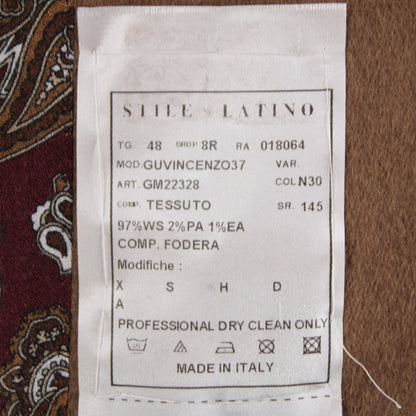 STILE LATINO
TG. 48 DROP 8R RA 018064
MOD. GUVINCENZO37 VAR.
ART. GM22328 COL N30
COMP. TESSUTO SR. 145
97%WS 2%PA 1%EA
COMP. FODERA
Modifiche :
X S H D
A
PROFESSIONAL DRY CLEAN ONLY
MADE IN ITALY